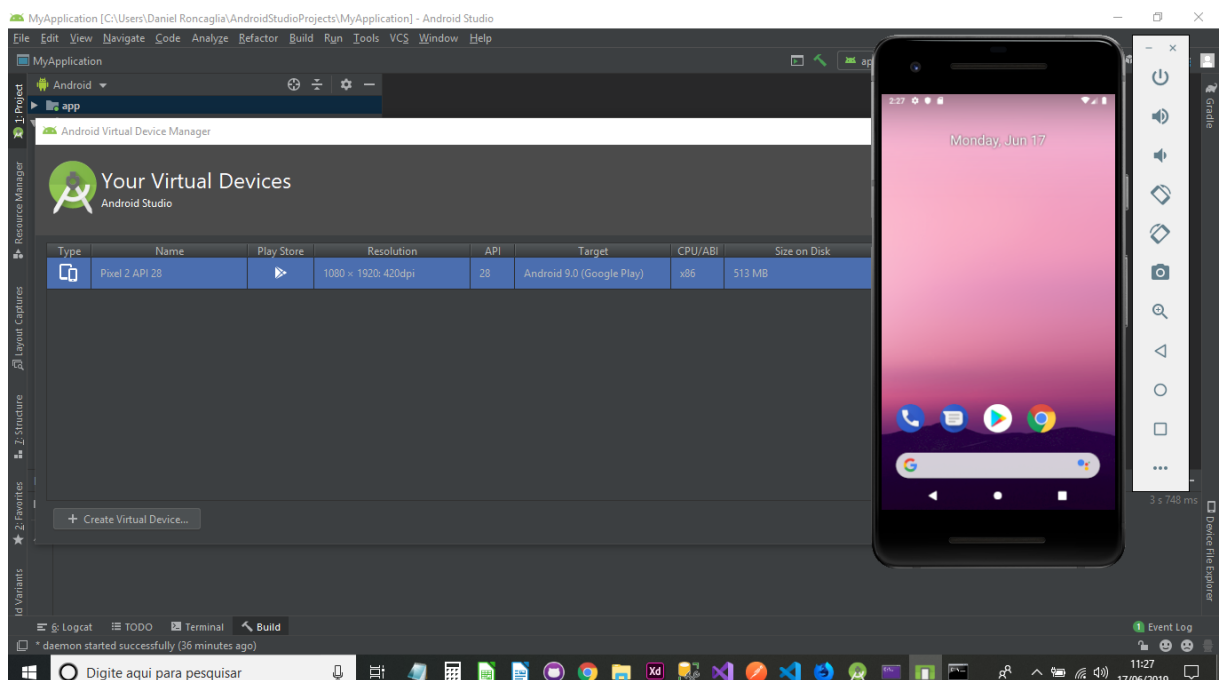 MyApplication [C:\Users\Daniel Roncaglia\AndroidStudioProjects\MyApplication] - Android Studio
File Edit View Navigate Code Analyze Refactor Build Run Tools VCS Window Help
MyApplication
Android
app
1: Project
Resource Manager
Layout Captures
Z: Structure
2: Favorites
Gradle
Device File Explorer
Android Virtual Device Manager
Your Virtual Devices
Android Studio
Type Name Play Store Resolution API Target CPU/ABI Size on Disk
Pixel 2 API 28 1080 × 1920: 420dpi 28 Android 9.0 (Google Play) x86 513 MB
+ Create Virtual Device...
2:27
Monday, Jun 17
3 s 748 ms
6: Logcat TODO Terminal Build
1 Event Log
* daemon started successfully (36 minutes ago)
Digite aqui para pesquisar
Xd
11:27
17/06/2019